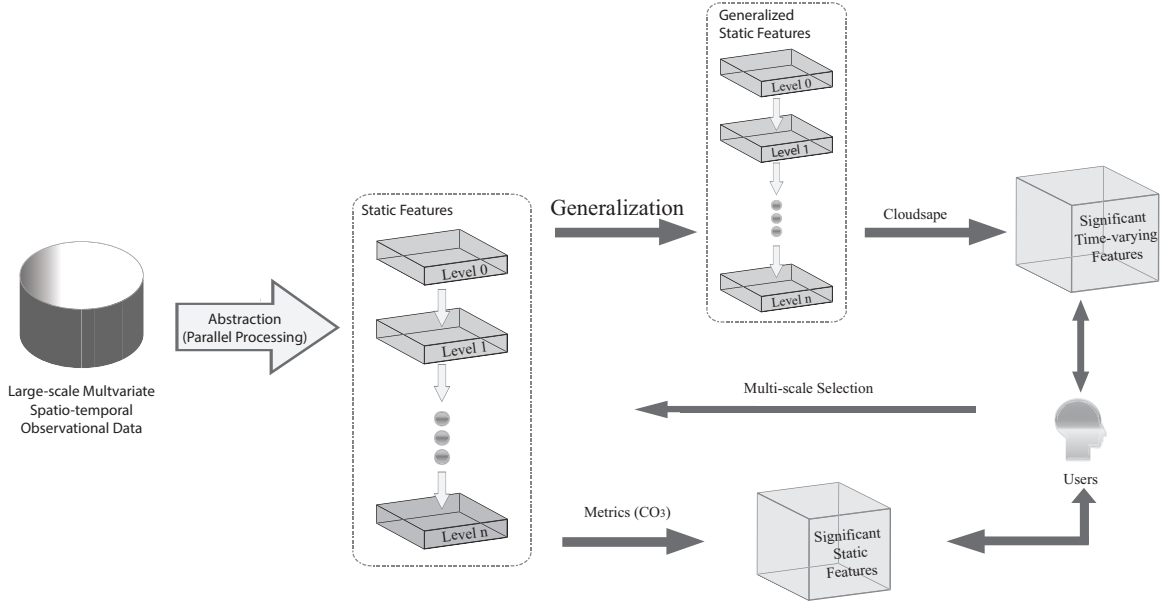 Large-scale Multvariate
Spatio-temporal
Observational Data
Abstraction
(Parallel Processing)
Static Features
Level 0
Level 1
Level n
Generalization
Generalized
Static Features
Level 0
Level 1
Level n
Cloudsape
Significant
Time-varying
Features
Multi-scale Selection
Users
Metrics (CO3)
Significant
Static
Features